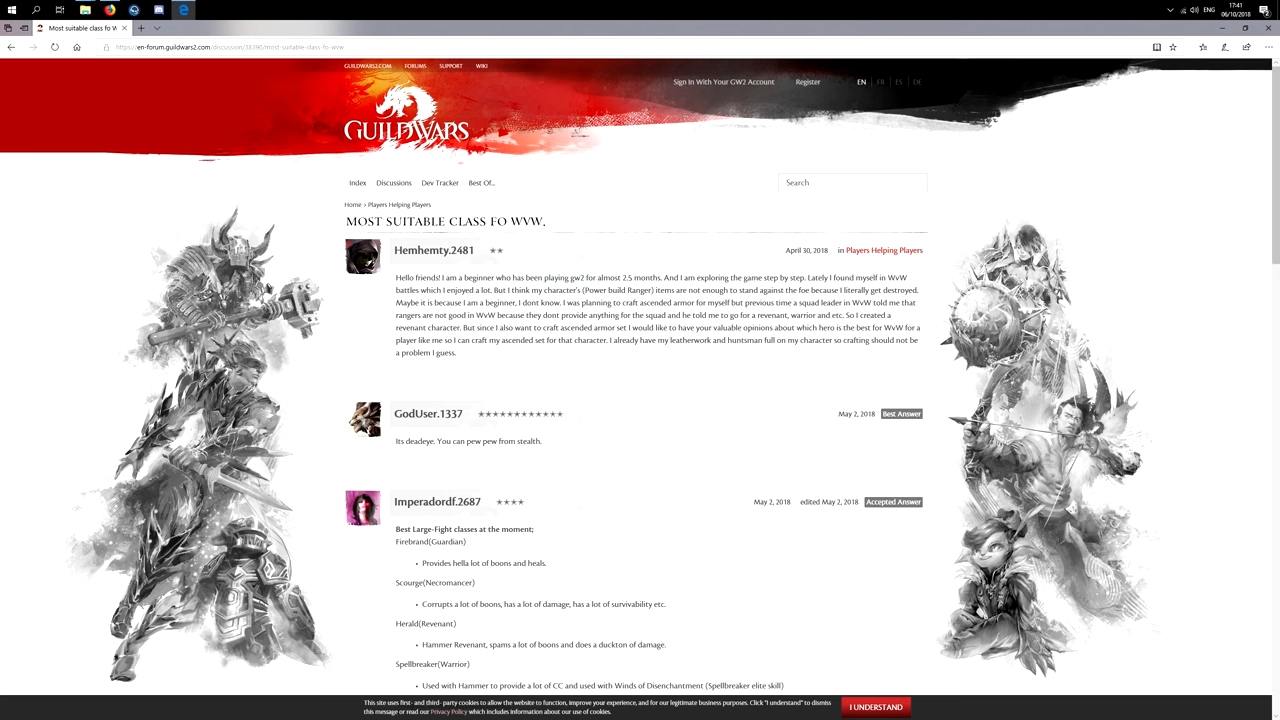 17:41
ENG
06/10/2018
2
Most suitable class fo W
https://en-forum.guildwars2.com/discussion/38396/most-suitable-class-fo-wvw
GUILDWARS2.COM FORUMS SUPPORT WIKI
Sign In With Your GW2 Account Register EN FR ES DE
GUILDWARS
Index Discussions Dev Tracker Best Of...
Search
Home › Players Helping Players
MOST SUITABLE CLASS FO WVW.
Hemhemty.2481 ★★ April 30, 2018 in Players Helping Players
Hello friends! I am a beginner who has been playing gw2 for almost 2.5 months. And I am exploring the game step by step. Lately I found myself in WvW
battles which I enjoyed a lot. But I think my character's (Power build Ranger) items are not enough to stand against the foe because I literally get destroyed.
Maybe it is because I am a beginner, I dont know. I was planning to craft ascended armor for myself but previous time a squad leader in WvW told me that
rangers are not good in WvW because they dont provide anything for the squad and he told me to go for a revenant, warrior and etc. So I created a
revenant character. But since I also want to craft ascended armor set I would like to have your valuable opinions about which hero is the best for WvW for a
player like me so I can craft my ascended set for that character. I already have my leatherwork and huntsman full on my character so crafting should not be
a problem I guess.
GodUser.1337 ★★★★★★★★★★★★ May 2, 2018 Best Answer
Its deadeye. You can pew pew from stealth.
Imperadordf.2687 ★★★★ May 2, 2018 edited May 2, 2018 Accepted Answer
Best Large-Fight classes at the moment;
Firebrand(Guardian)
• Provides hella lot of boons and heals.
Scourge(Necromancer)
• Corrupts a lot of boons, has a lot of damage, has a lot of survivability etc.
Herald(Revenant)
• Hammer Revenant, spams a lot of boons and does a duckton of damage.
Spellbreaker(Warrior)
• Used with Hammer to provide a lot of CC and used with Winds of Disenchantment (Spellbreaker elite skill)
This site uses first- and third- party cookies to allow the website to function, improve your experience, and for our legitimate business purposes. Click "I understand" to dismiss
this message or read our Privacy Policy which includes information about our use of cookies.
I UNDERSTAND